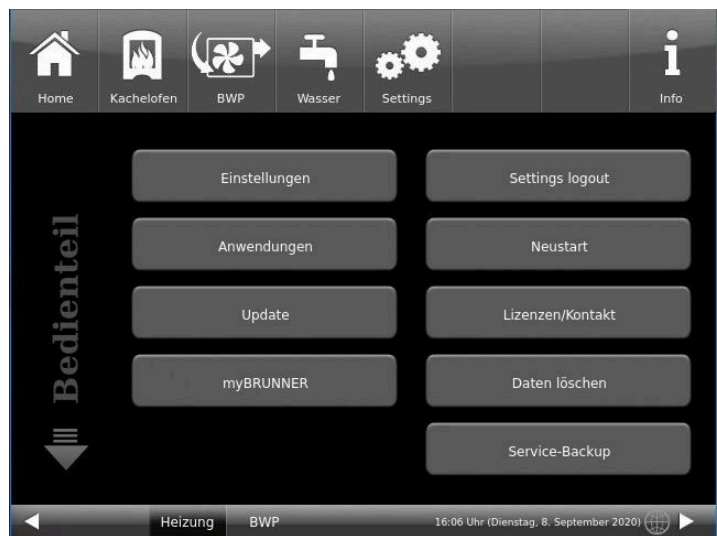 Home Kachelofen BWP Wasser Settings Info
Bedienteil
Einstellungen Settings logout
Anwendungen Neustart
Update Lizenzen/Kontakt
myBRUNNER Daten löschen
Service-Backup
Heizung BWP 16:06 Uhr (Dienstag, 8. September 2020)